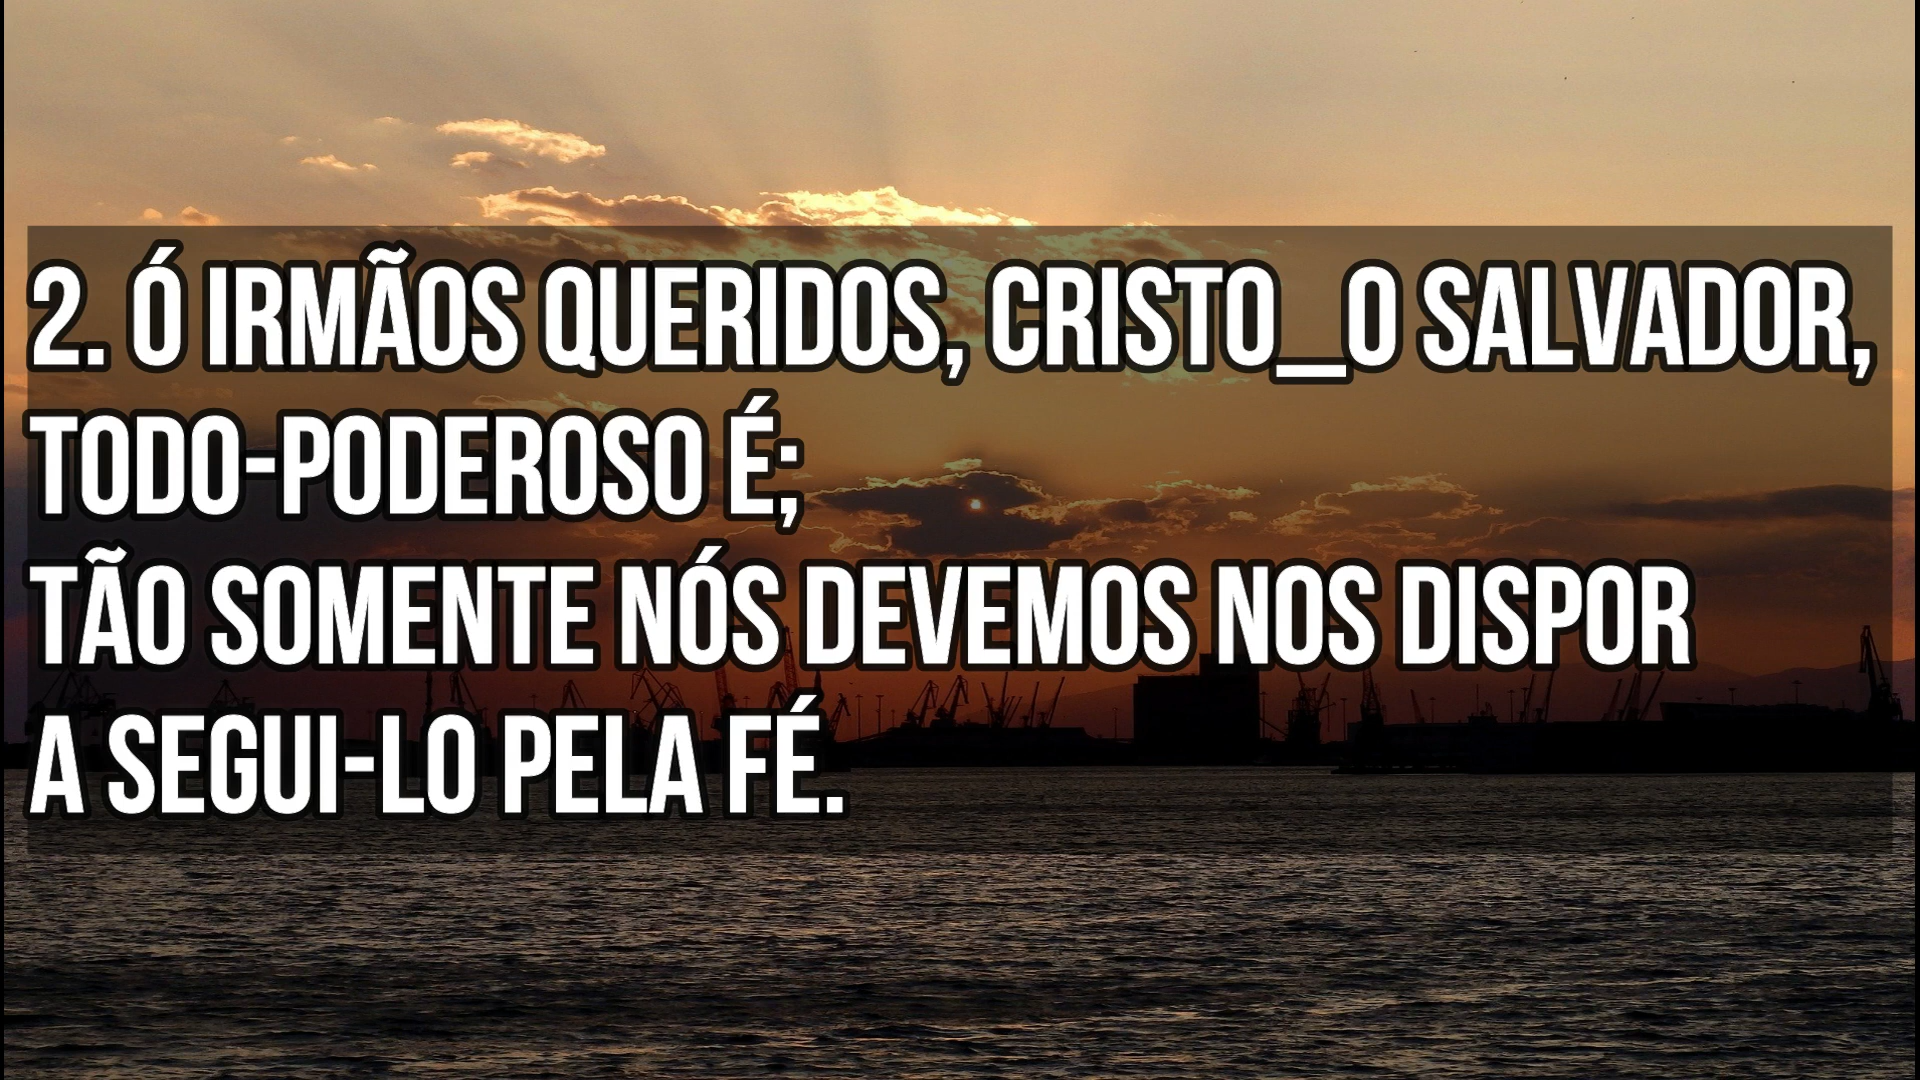 2. Ó IRMÃOS QUERIDOS, CRISTO_O SALVADOR,
TODO-PODEROSO É;
TÃO SOMENTE NÓS DEVEMOS NOS DISPOR
A SEGUI-LO PELA FÉ.